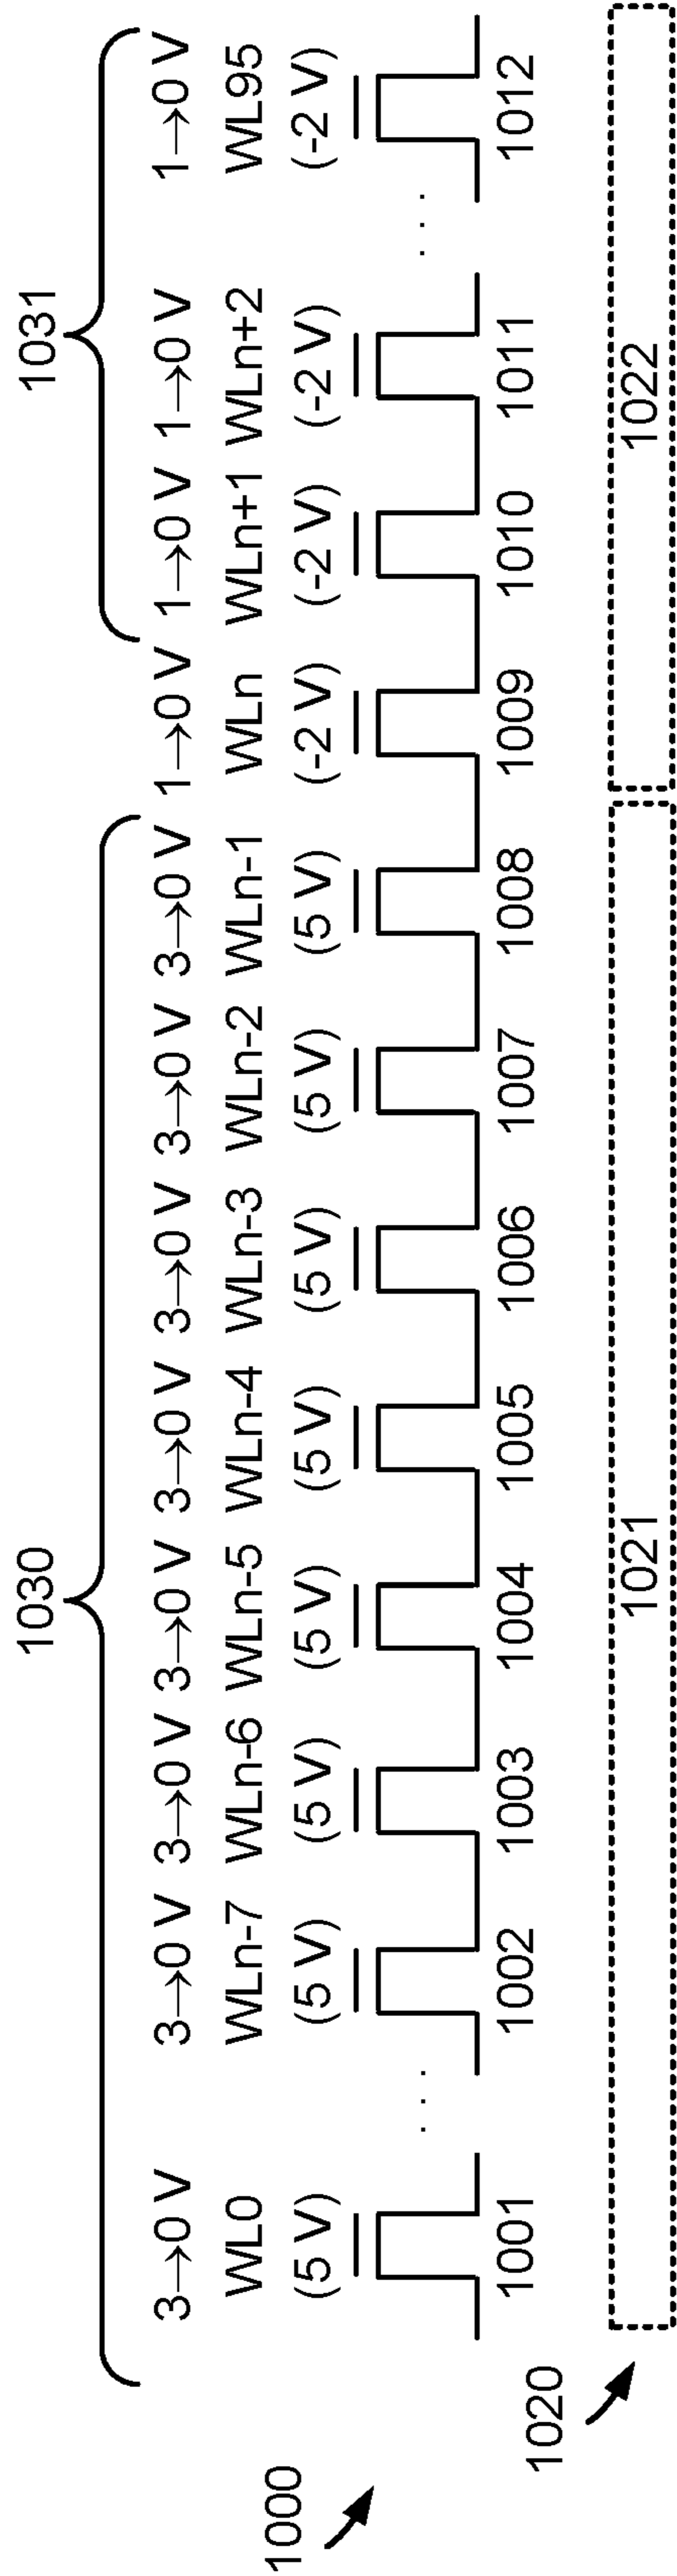 1030 1031
3→0 V 3→0 V 3→0 V 3→0 V 3→0 V 3→0 V 3→0 V 3→0 V 1→0 V 1→0 V 1→0 V 1→0 V
WL0 WLn-7 WLn-6 WLn-5 WLn-4 WLn-3 WLn-2 WLn-1 WLn WLn+1 WLn+2 WL95
1000 (5 V) (5 V) (5 V) (5 V) (5 V) (5 V) (5 V) (5 V) (-2 V) (-2 V) (-2 V) (-2 V)
. . . . . .
1001 1002 1003 1004 1005 1006 1007 1008 1009 1010 1011 1012
1020 1021 1022